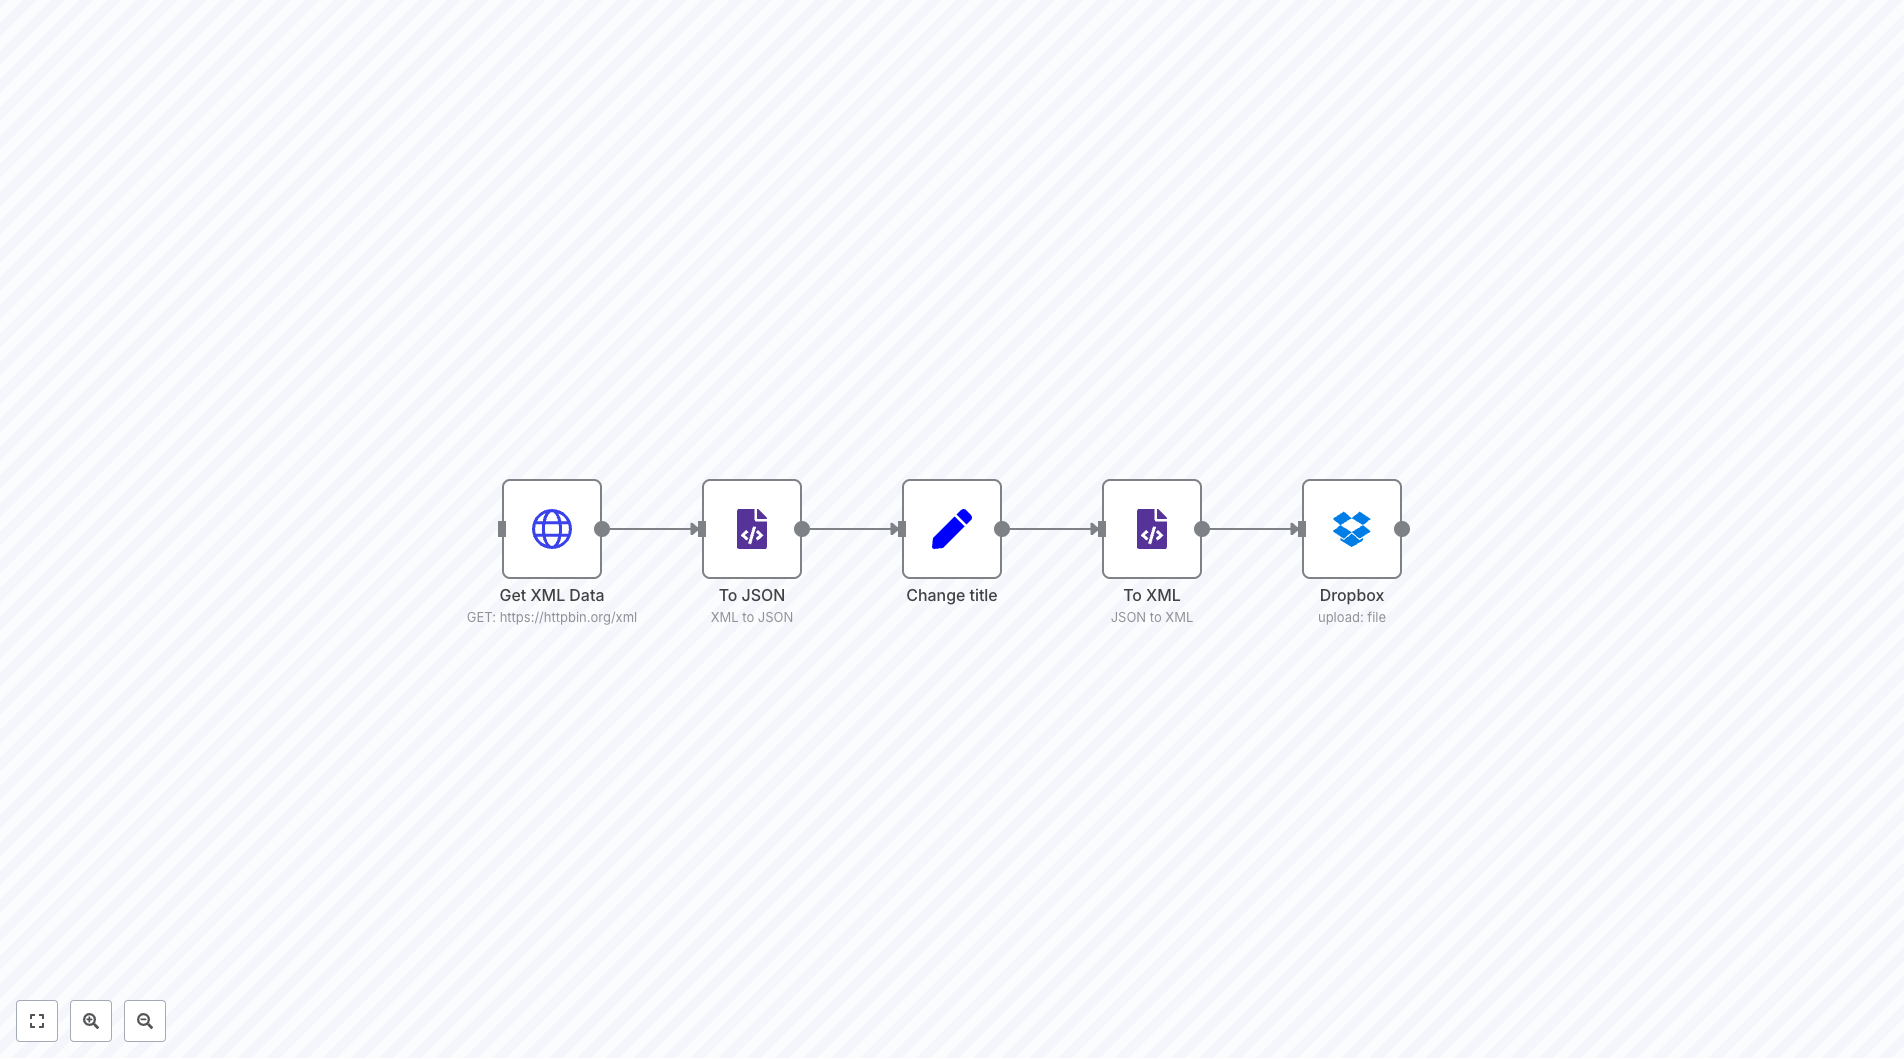 Get XML Data
GET: https://httpbin.org/xml
To JSON
XML to JSON
Change title
To XML
JSON to XML
Dropbox
upload: file